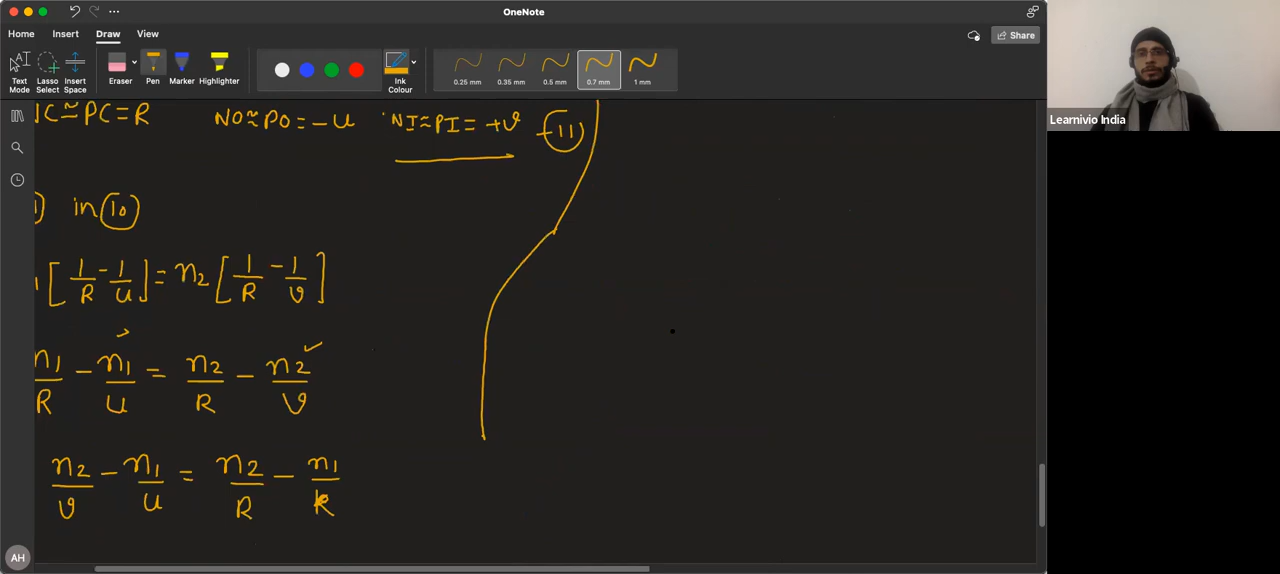 OneNote
Home Insert Draw View
Share
Text Mode
Lasso Select
Insert Space
Eraser
Pen
Marker
Highlighter
Ink Colour
0.25 mm
0.35 mm
0.5 mm
0.7 mm
1 mm
Learnivio India
≃ PC = R NO ≃ PO = -u NI ≃ PI = +v -(11)
in (10)
[1/R - 1/u] = n2 [1/R - 1/v]
n1/R - n1/u = n2/R - n2/v
n2/v - n1/u = n2/R - n1/R
AH